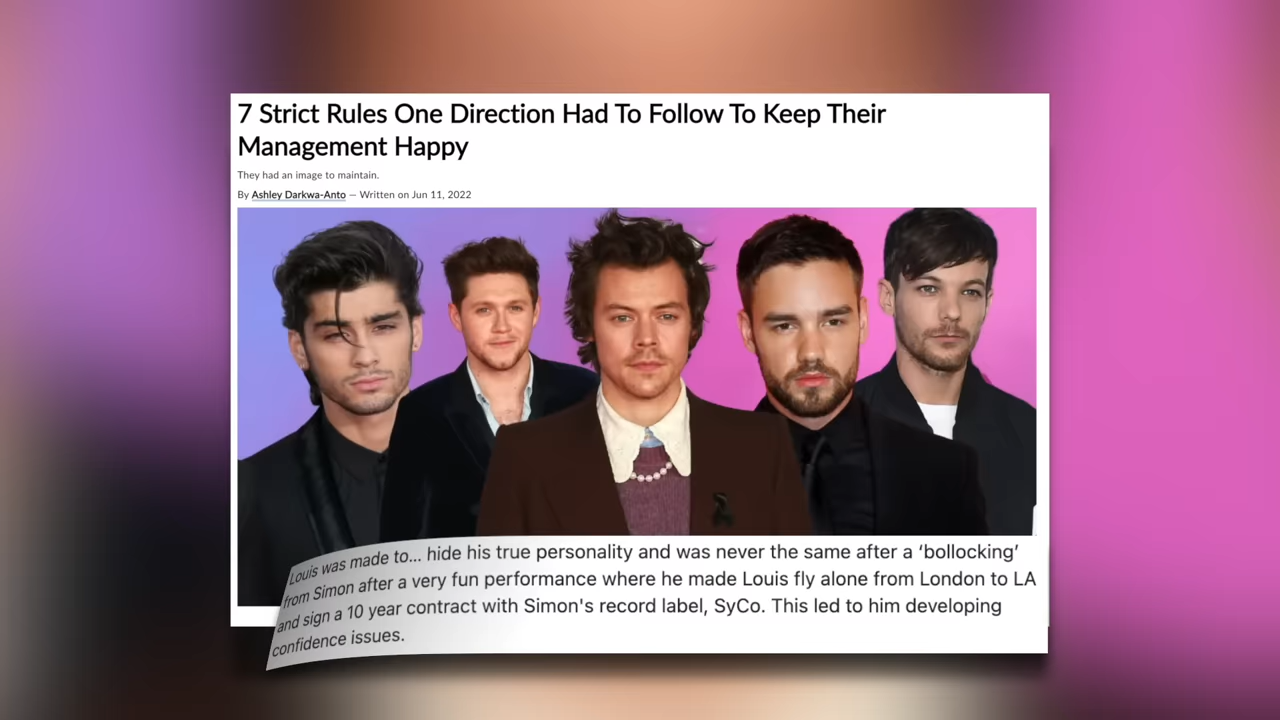 7 Strict Rules One Direction Had To Follow To Keep Their
Management Happy
They had an image to maintain.
By Ashley Darkwa-Anto — Written on Jun 11, 2022
Louis was made to... hide his true personality and was never the same after a ‘bollocking’
from Simon after a very fun performance where he made Louis fly alone from London to LA
and sign a 10 year contract with Simon's record label, SyCo. This led to him developing
confidence issues.